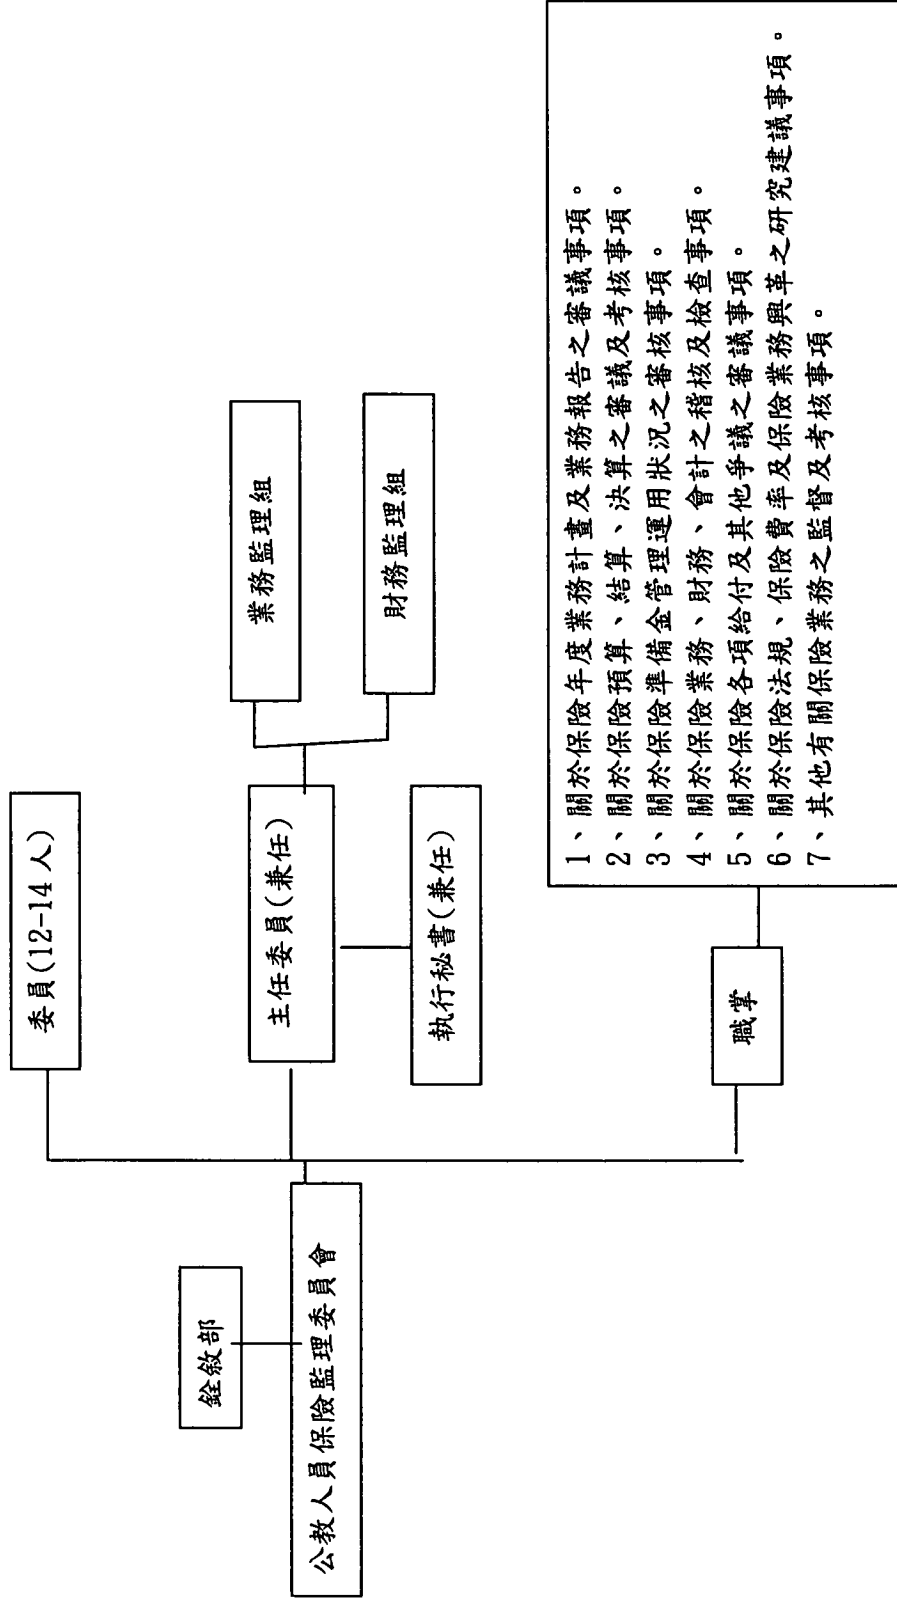 銓敘部
公教人員保險監理委員會
委員(12-14人)
主任委員(兼任)
執行秘書(兼任)
業務監理組
財務監理組
職掌
1、關於保險年度業務計畫及業務報告之審議事項。
2、關於保險預算、結算、決算之審議及考核事項。
3、關於保險準備金管理運用狀況之審核事項。
4、關於保險業務、財務、會計之稽核及檢查事項。
5、關於保險各項給付及其他爭議之審議事項。
6、關於保險法規、保險費率及保險業務興革之研究建議事項。
7、其他有關保險業務之監督及考核事項。